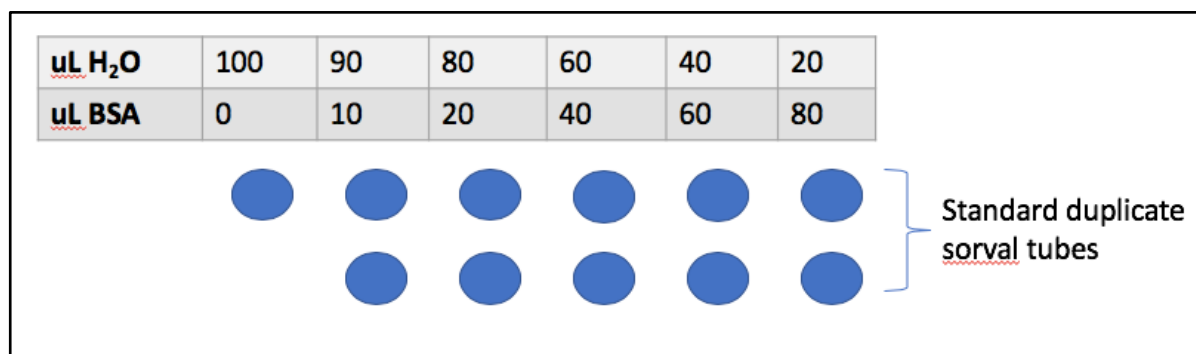 uL H₂O 100 90 80 60 40 20
uL BSA 0 10 20 40 60 80
Standard duplicate
sorval tubes